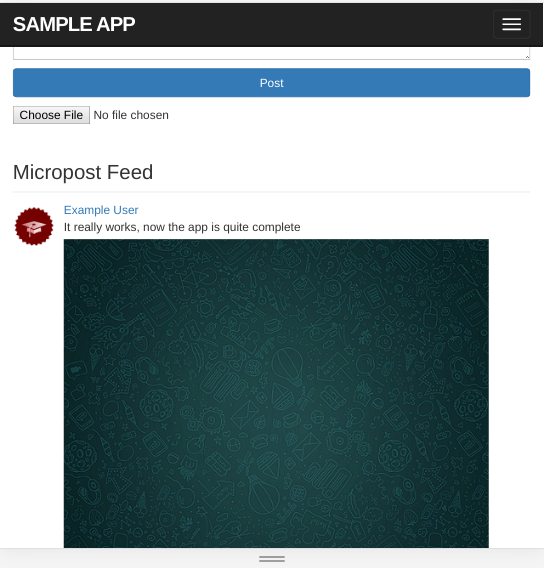 SAMPLE APP
Post
Choose File No file chosen
Micropost Feed
Example User
It really works, now the app is quite complete